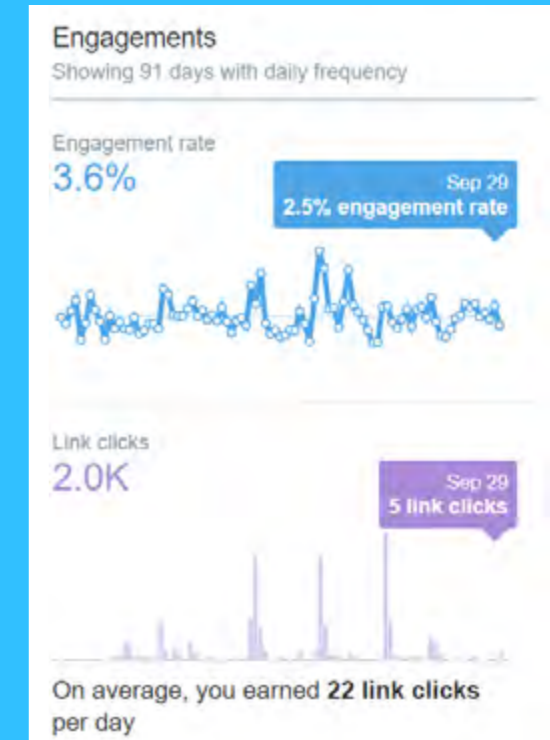 Engagements
Showing 91 days with daily frequency
Engagement rate
3.6%
Sep 29
2.5% engagement rate
Link clicks
2.0K
Sep 29
5 link clicks
On average, you earned 22 link clicks
per day